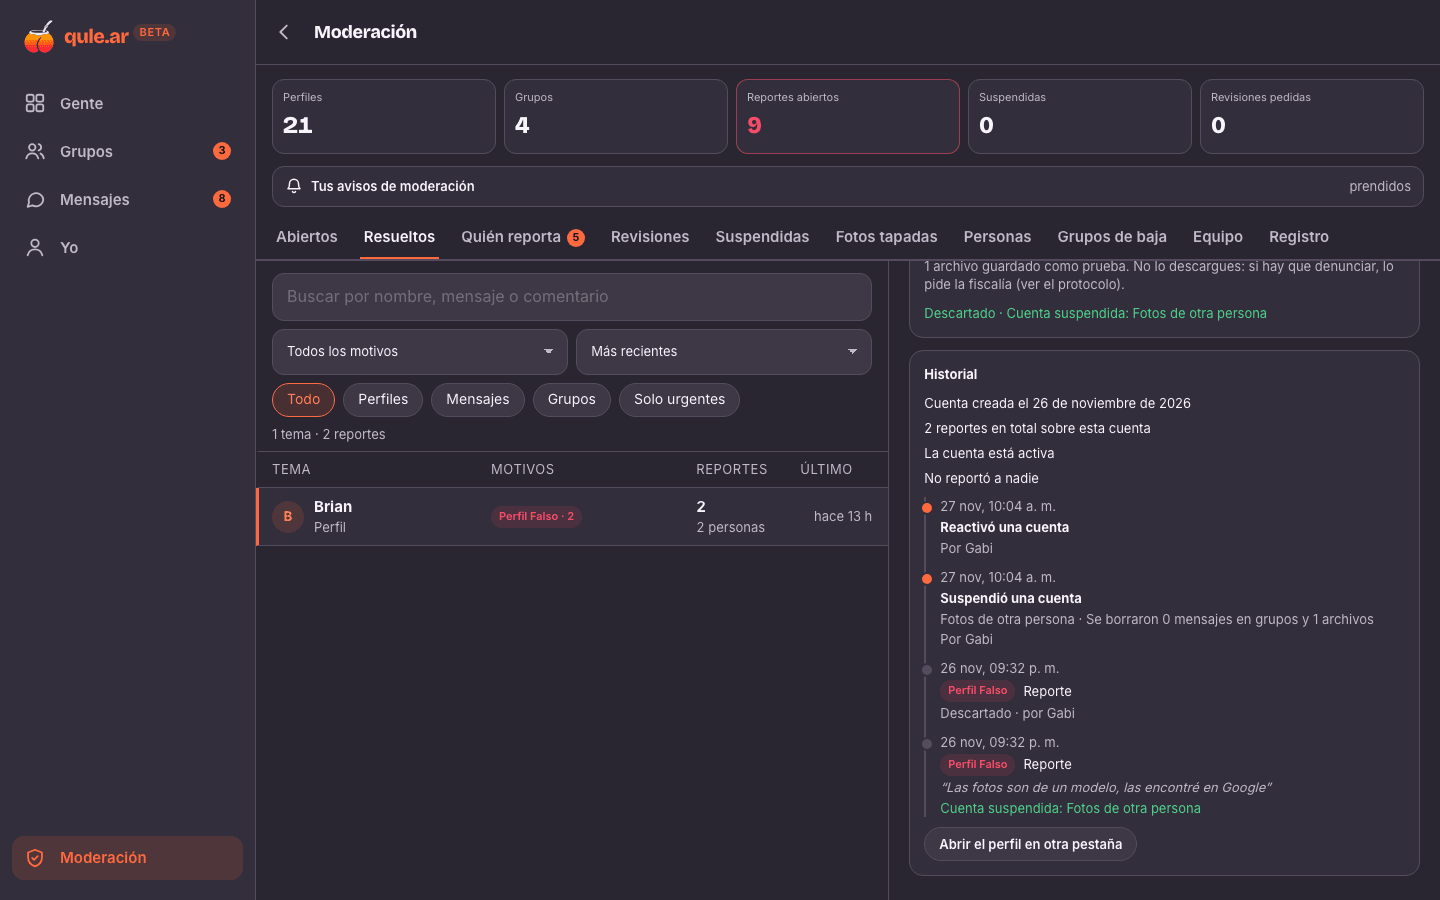 qule.ar BETA
Gente
Grupos 3
Mensajes 8
Yo
Moderación
Moderación
Perfiles
21
Grupos
4
Reportes abiertos
9
Suspendidas
0
Revisiones pedidas
0
Tus avisos de moderación prendidos
Abiertos Resueltos Quién reporta 5 Revisiones Suspendidas Fotos tapadas Personas Grupos de baja Equipo Registro
Buscar por nombre, mensaje o comentario
Todos los motivos Más recientes
Todo Perfiles Mensajes Grupos Solo urgentes
1 tema · 2 reportes
TEMA MOTIVOS REPORTES ÚLTIMO
B Brian Perfil Falso · 2 2 hace 13 h
Perfil 2 personas
1 archivo guardado como prueba. No lo descargues: si hay que denunciar, lo
pide la fiscalía (ver el protocolo).
Descartado · Cuenta suspendida: Fotos de otra persona
Historial
Cuenta creada el 26 de noviembre de 2026
2 reportes en total sobre esta cuenta
La cuenta está activa
No reportó a nadie
27 nov, 10:04 a. m.
Reactivó una cuenta
Por Gabi
27 nov, 10:04 a. m.
Suspendió una cuenta
Fotos de otra persona · Se borraron 0 mensajes en grupos y 1 archivos
Por Gabi
26 nov, 09:32 p. m.
Perfil Falso Reporte
Descartado · por Gabi
26 nov, 09:32 p. m.
Perfil Falso Reporte
“Las fotos son de un modelo, las encontré en Google”
Cuenta suspendida: Fotos de otra persona
Abrir el perfil en otra pestaña